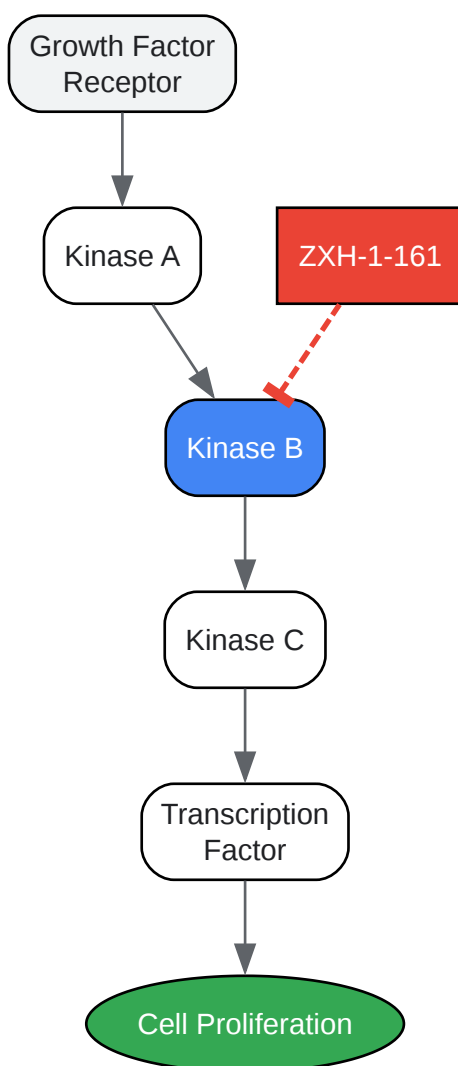 Growth Factor
Receptor
Kinase A
ZXH-1-161
Kinase B
Kinase C
Transcription
Factor
Cell Proliferation